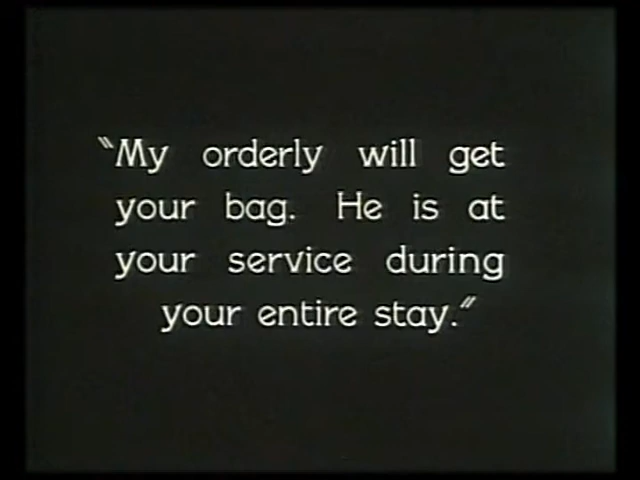 “My orderly will get
your bag. He is at
your service during
your entire stay.”